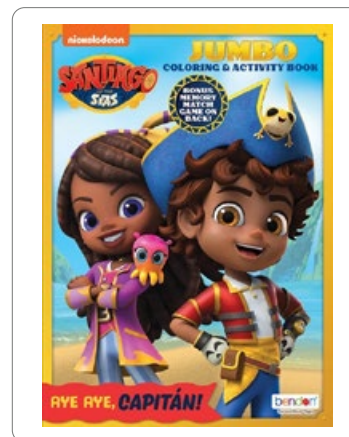 nickelodeon
JUMBO
COLORING & ACTIVITY BOOK
SANTIAGO
OF THE
SEAS
BONUS
MEMORY
MATCH
GAME ON
BACK!
AYE AYE, CAPITÁN!
bendon